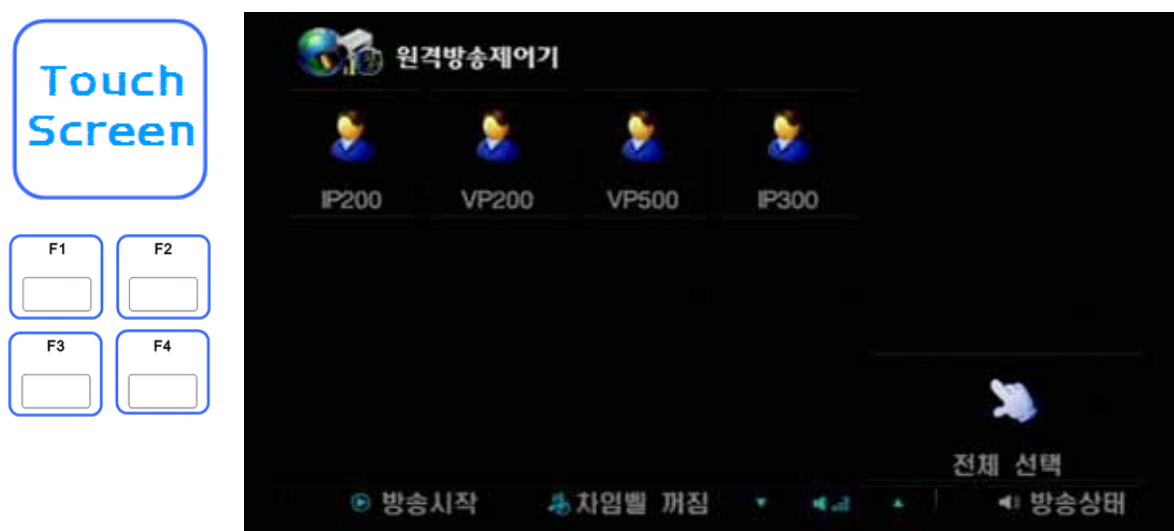 Touch
Screen
F1 F2
F3 F4
원격방송제어기
IP200 VP200 VP500 IP300
전체 선택
방송시작 차임벨 꺼짐 방송상태